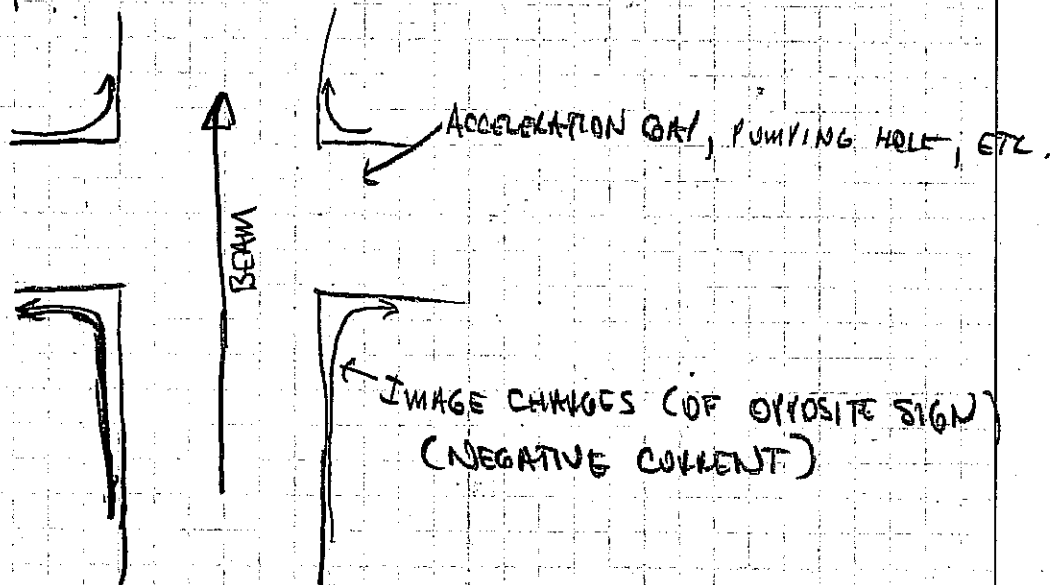 ACCELERATION GAP, PUMPING HOLE, ETC.
BEAM
IMAGE CHARGES (OF OPPOSITE SIGN)
(NEGATIVE CURRENT)